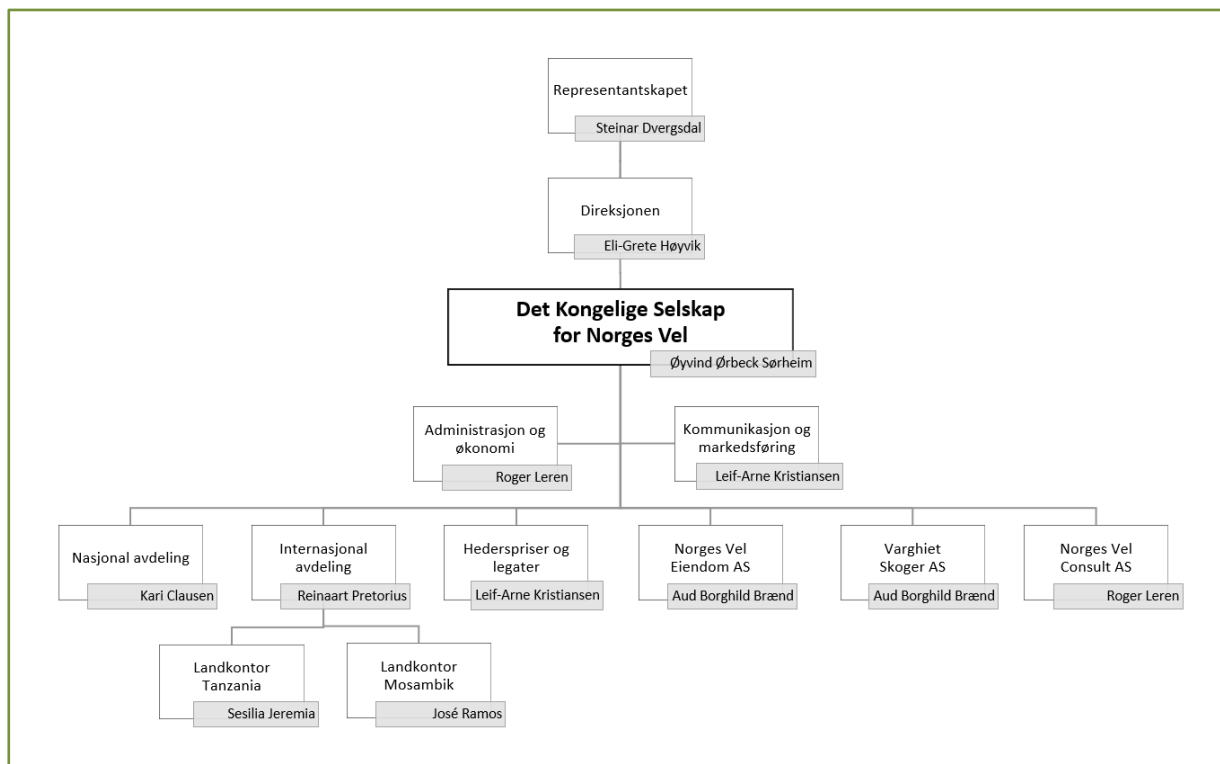 Representantskapet
Steinar Dvergsdal
Direksjonen
Eli-Grete Høyvik
Det Kongelige Selskap
for Norges Vel
Øyvind Ørbeck Sørheim
Administrasjon og
økonomi
Roger Leren
Kommunikasjon og
markedsføring
Leif-Arne Kristiansen
Nasjonal avdeling
Kari Clausen
Internasjonal
avdeling
Reinaart Pretorius
Hederspriser og
legater
Leif-Arne Kristiansen
Norges Vel
Eiendom AS
Aud Borghild Brænd
Varghiet
Skoger AS
Aud Borghild Brænd
Norges Vel
Consult AS
Roger Leren
Landkontor
Tanzania
Sesilia Jeremia
Landkontor
Mosambik
José Ramos